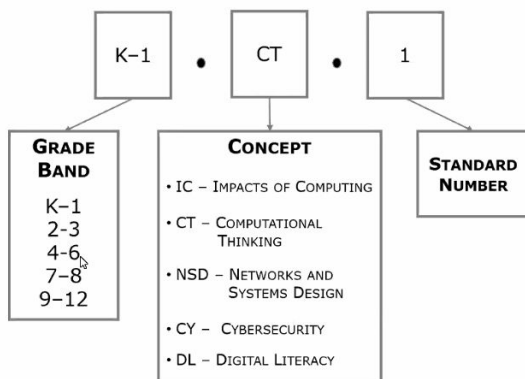 K–1 • CT • 1
GRADE
BAND
K–1
2-3
4-6
7–8
9–12
CONCEPT
• IC – IMPACTS OF COMPUTING
• CT – COMPUTATIONAL
THINKING
• NSD – NETWORKS AND
SYSTEMS DESIGN
• CY – CYBERSECURITY
• DL – DIGITAL LITERACY
STANDARD
NUMBER